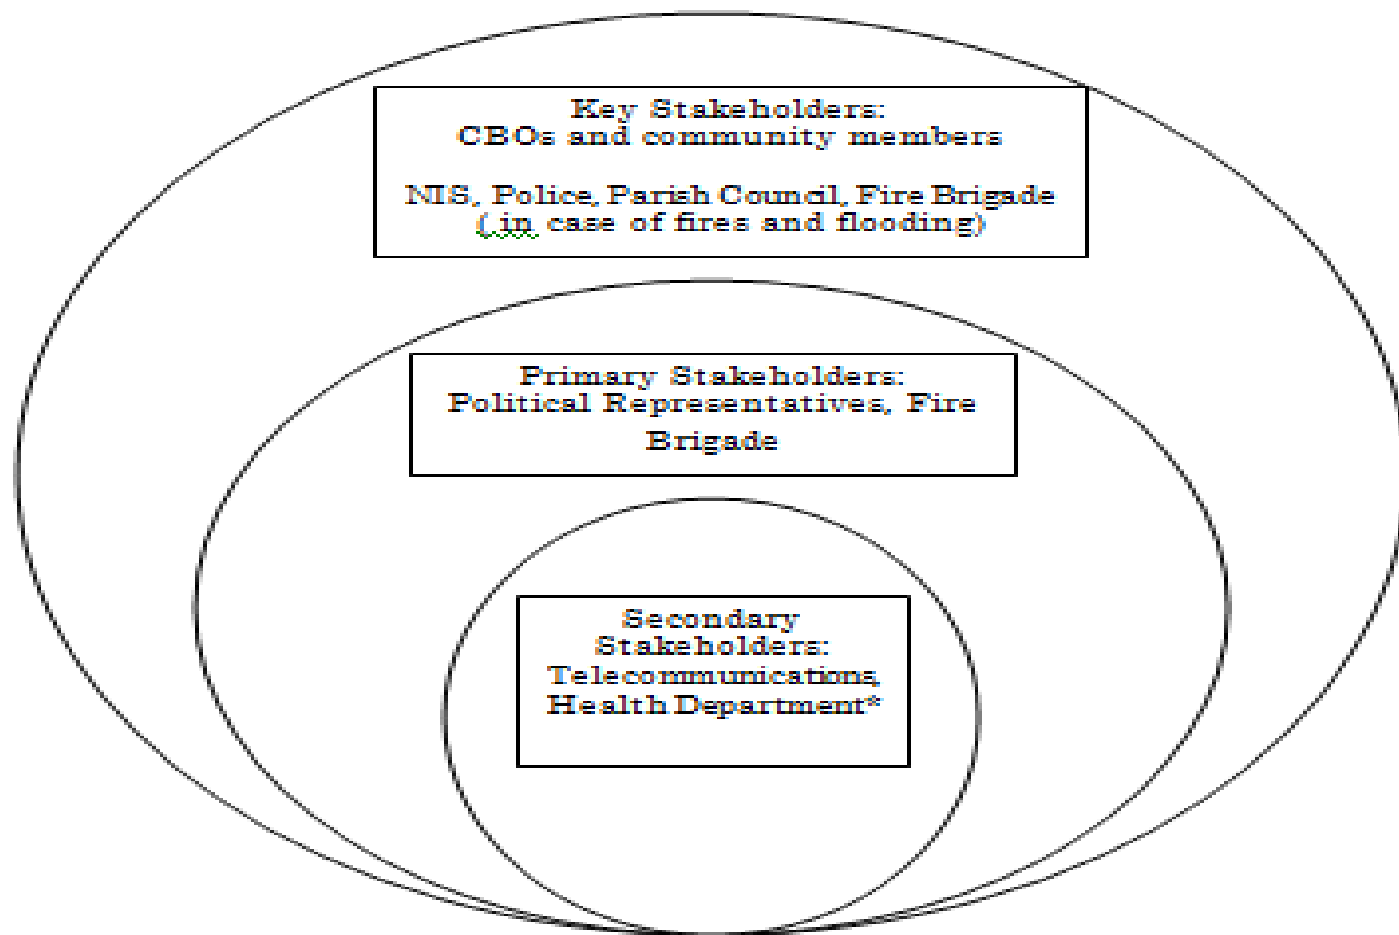 Key Stakeholders:
CBOs and community members
NIS, Police, Parish Council, Fire Brigade
( in case of fires and flooding)
Primary Stakeholders:
Political Representatives, Fire
Brigade
Secondary
Stakeholders:
Telecommunications,
Health Department*